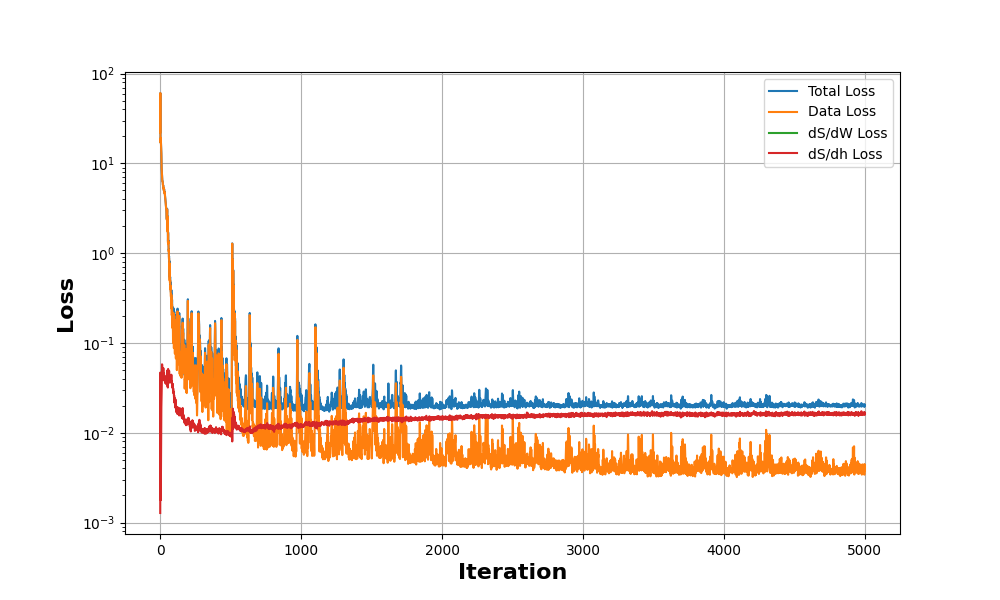 Total Loss
Data Loss
dS/dW Loss
dS/dh Loss
10²
10¹
10⁰
10⁻¹
10⁻²
10⁻³
Loss
0 1000 2000 3000 4000 5000
Iteration